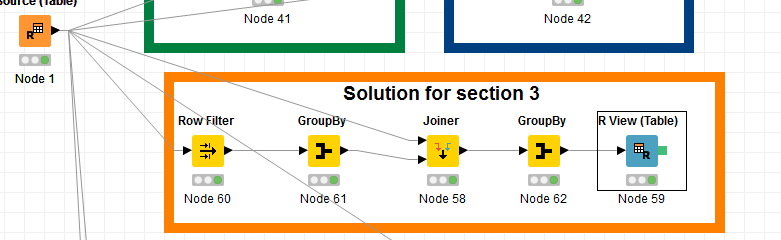 Source (Table)
Node 1
Node 41
Node 42
Solution for section 3
Row Filter
GroupBy
Joiner
GroupBy
R View (Table)
Node 60
Node 61
Node 58
Node 62
Node 59